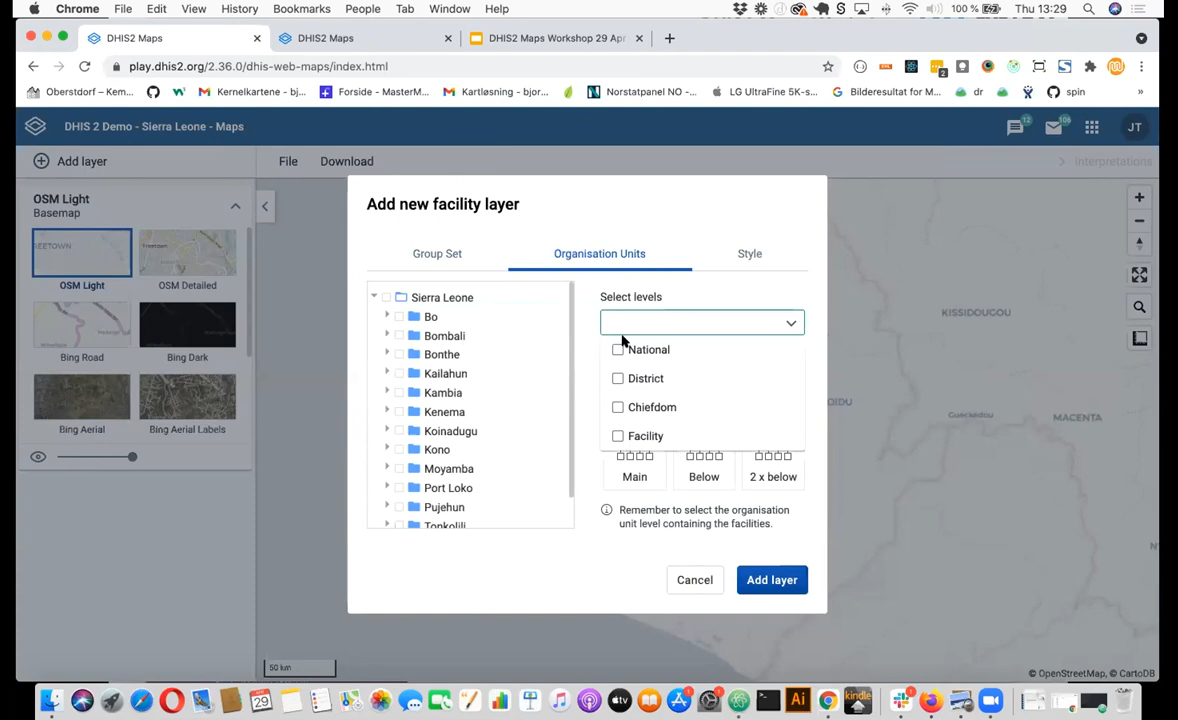 Chrome File Edit View History Bookmarks People Tab Window Help 100 % Thu 13:29
DHIS2 Maps DHIS2 Maps DHIS2 Maps Workshop 29 Apr
play.dhis2.org/2.36.0/dhis-web-maps/index.html
Oberstdorf – Kem... Kernelkartene - bj... Forside - MasterM... Kartløsning - bjor... Norstatpanel NO -... LG UltraFine 5K-s... Bilderesultat for M... dr spin »
DHIS 2 Demo - Sierra Leone - Maps 12 106 JT
Add layer File Download Interpretations
OSM Light
Basemap
OSM Light OSM Detailed
Bing Road Bing Dark
Bing Aerial Bing Aerial Labels
Add new facility layer
Group Set Organisation Units Style
Sierra Leone
Bo
Bombali
Bonthe
Kailahun
Kambia
Kenema
Koinadugu
Kono
Moyamba
Port Loko
Pujehun
Tonkolili
Select levels
National
District
Chiefdom
Facility
Main Below 2 x below
Remember to select the organisation
unit level containing the facilities.
Cancel Add layer
KISSIDOUGOU
MACENTA
50 km
© OpenStreetMap, © CartoDB